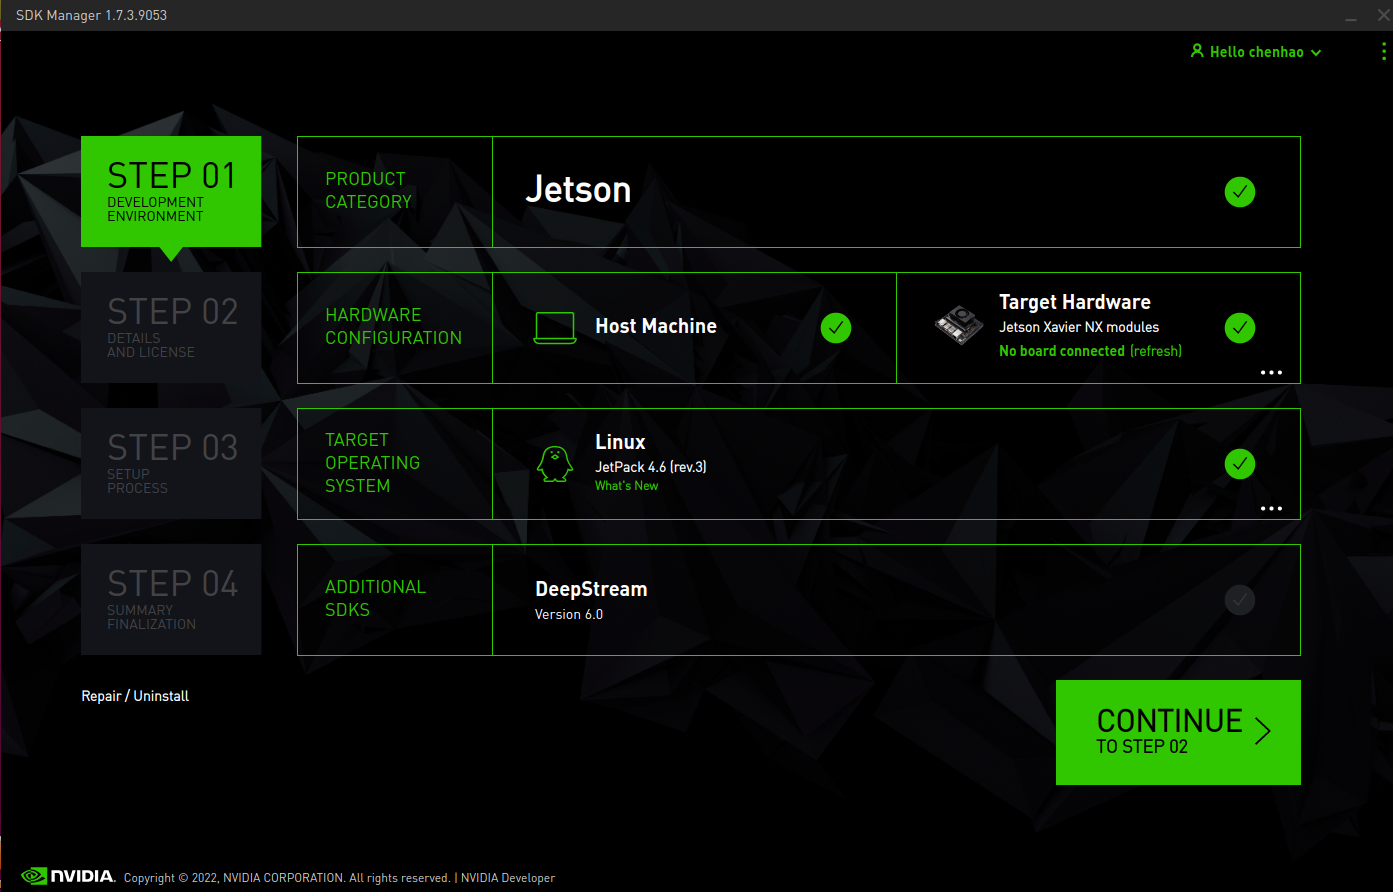 SDK Manager 1.7.3.9053
Hello chenhao
STEP 01
DEVELOPMENT
ENVIRONMENT
PRODUCT
CATEGORY
Jetson
STEP 02
DETAILS
AND LICENSE
HARDWARE
CONFIGURATION
Host Machine
Target Hardware
Jetson Xavier NX modules
No board connected (refresh)
STEP 03
SETUP
PROCESS
TARGET
OPERATING
SYSTEM
Linux
JetPack 4.6 (rev.3)
What's New
STEP 04
SUMMARY
FINALIZATION
ADDITIONAL
SDKS
DeepStream
Version 6.0
Repair / Uninstall
CONTINUE
TO STEP 02
NVIDIA. Copyright © 2022, NVIDIA CORPORATION. All rights reserved. | NVIDIA Developer